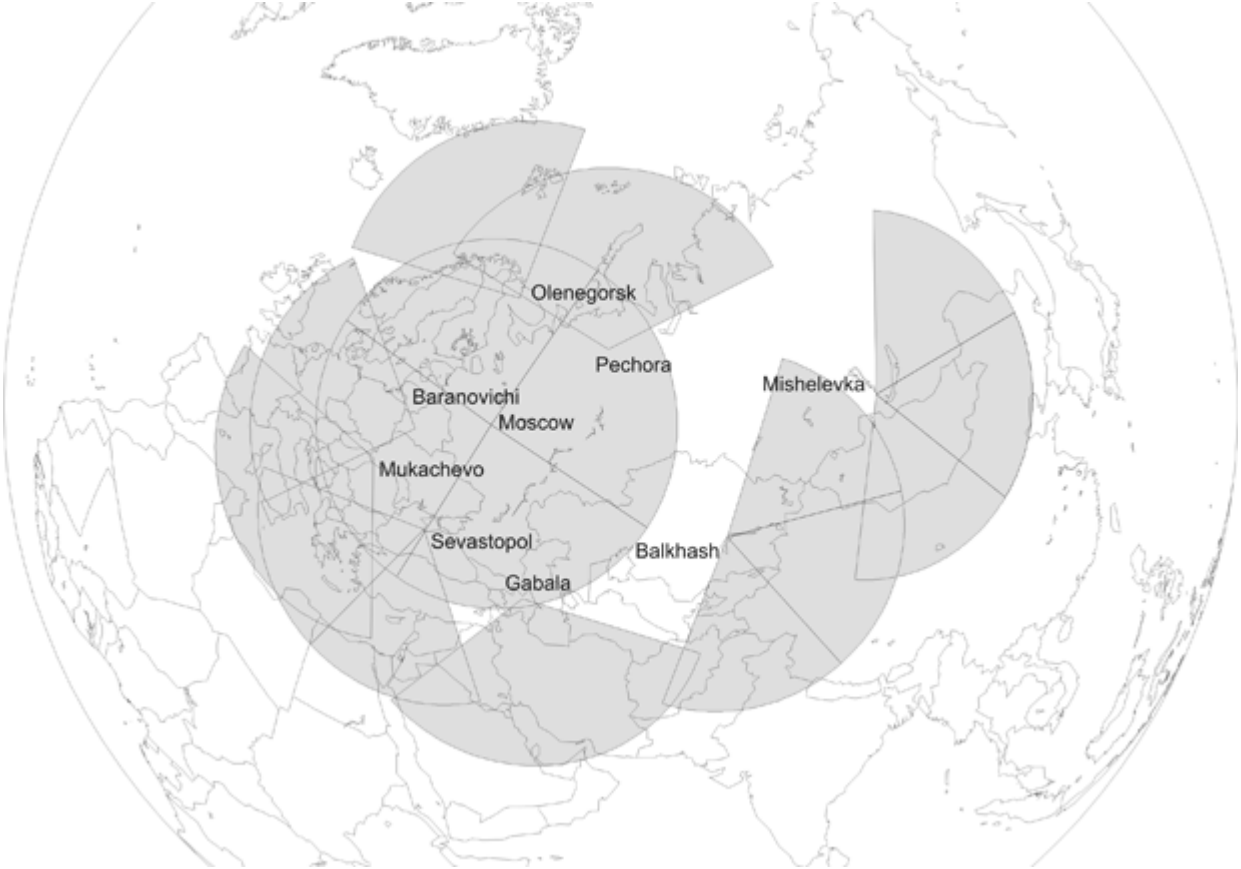 Olenegorsk
Pechora
Mishelevka
Baranovichi
Moscow
Mukachevo
Sevastopol
Balkhash
Gabala